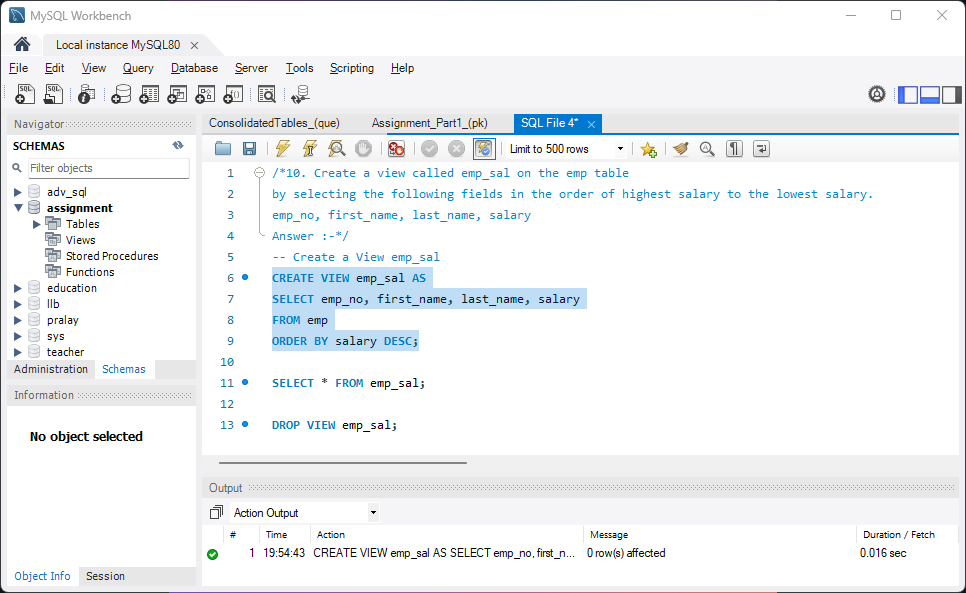 MySQL Workbench
Local instance MySQL80
File Edit View Query Database Server Tools Scripting Help
Navigator
SCHEMAS
Filter objects
adv_sql
assignment
Tables
Views
Stored Procedures
Functions
education
llb
pralay
sys
teacher
Administration Schemas
Information
No object selected
Object Info Session
ConsolidatedTables_(que) Assignment_Part1_(pk) SQL File 4*
Limit to 500 rows
1 /*10. Create a view called emp_sal on the emp table
2 by selecting the following fields in the order of highest salary to the lowest salary.
3 emp_no, first_name, last_name, salary
4 Answer :-*/
5 -- Create a View emp_sal
6 CREATE VIEW emp_sal AS
7 SELECT emp_no, first_name, last_name, salary
8 FROM emp
9 ORDER BY salary DESC;
10
11 SELECT * FROM emp_sal;
12
13 DROP VIEW emp_sal;
Output
Action Output
# Time Action Message Duration / Fetch
1 19:54:43 CREATE VIEW emp_sal AS SELECT emp_no, first_n... 0 row(s) affected 0.016 sec